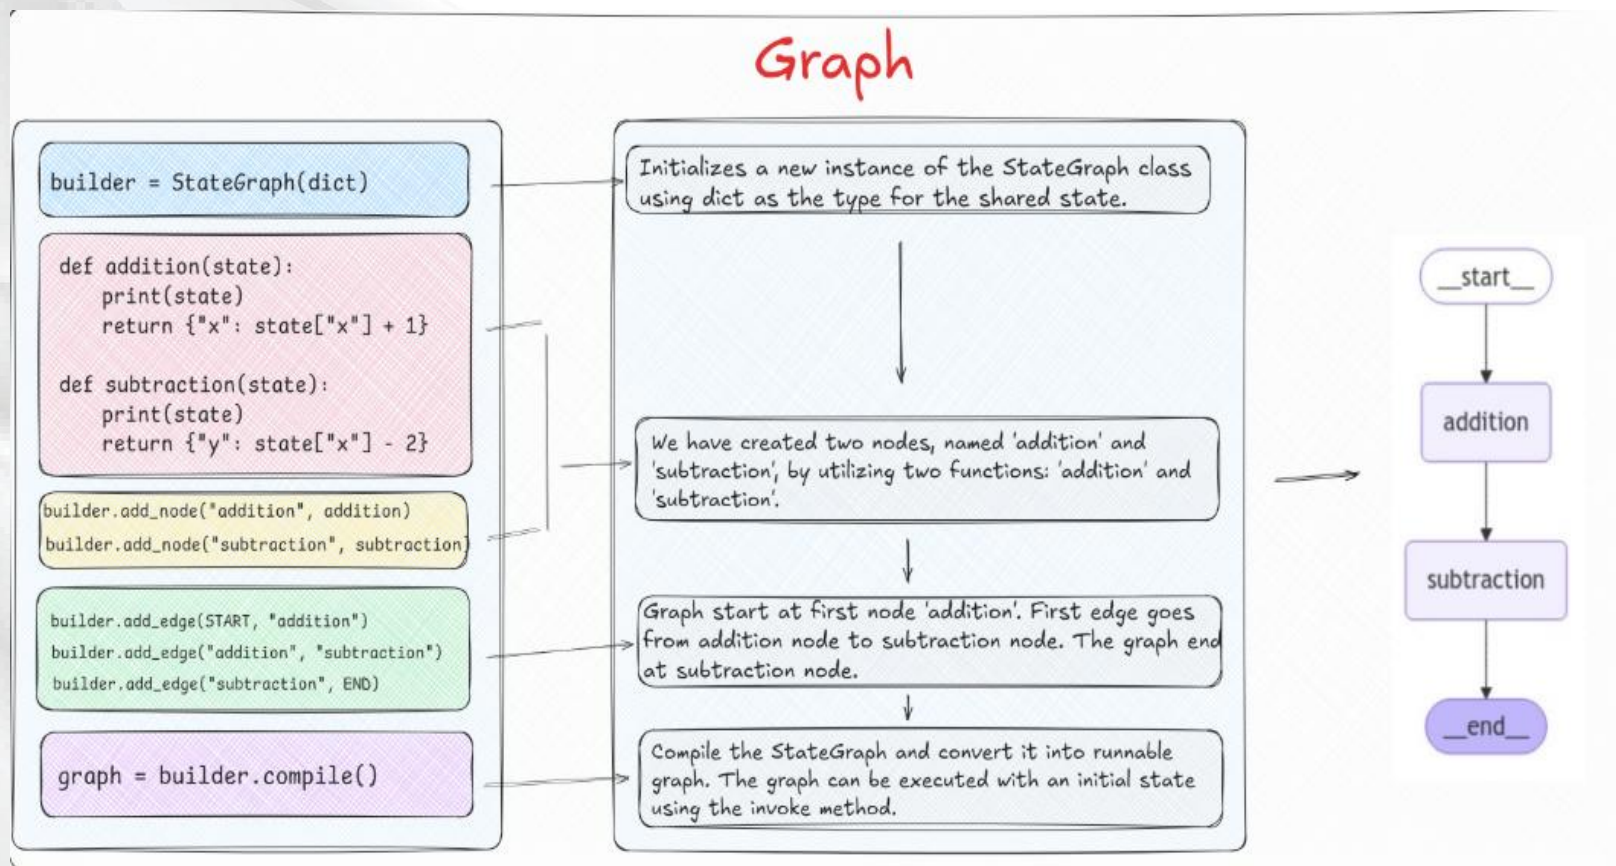 Graph
builder = StateGraph(dict)
def addition(state):
print(state)
return {"x": state["x"] + 1}
def subtraction(state):
print(state)
return {"y": state["x"] - 2}
builder.add_node("addition", addition)
builder.add_node("subtraction", subtraction)
builder.add_edge(START, "addition")
builder.add_edge("addition", "subtraction")
builder.add_edge("subtraction", END)
graph = builder.compile()
Initializes a new instance of the StateGraph class
using dict as the type for the shared state.
We have created two nodes, named 'addition' and
'subtraction', by utilizing two functions: 'addition' and
'subtraction'.
Graph start at first node 'addition'. First edge goes
from addition node to subtraction node. The graph end
at subtraction node.
Compile the StateGraph and convert it into runnable
graph. The graph can be executed with an initial state
using the invoke method.
__start__
addition
subtraction
__end__